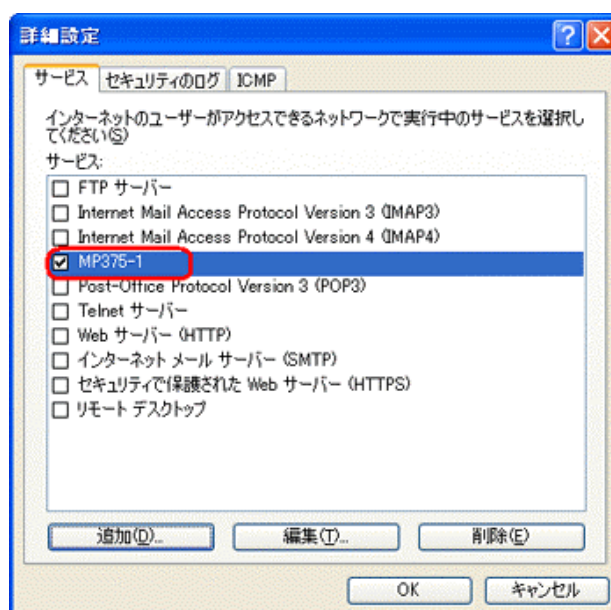 詳細設定
サービス セキュリティのログ ICMP
インターネットのユーザーがアクセスできるネットワークで実行中のサービスを選択し
てください(S)
サービス:
FTP サーバー
Internet Mail Access Protocol Version 3 (IMAP3)
Internet Mail Access Protocol Version 4 (IMAP4)
MP375-1
Post-Office Protocol Version 3 (POP3)
Telnet サーバー
Web サーバー (HTTP)
インターネット メール サーバー (SMTP)
セキュリティで保護された Web サーバー (HTTPS)
リモート デスクトップ
追加(D)... 編集(T)... 削除(E)
OK キャンセル